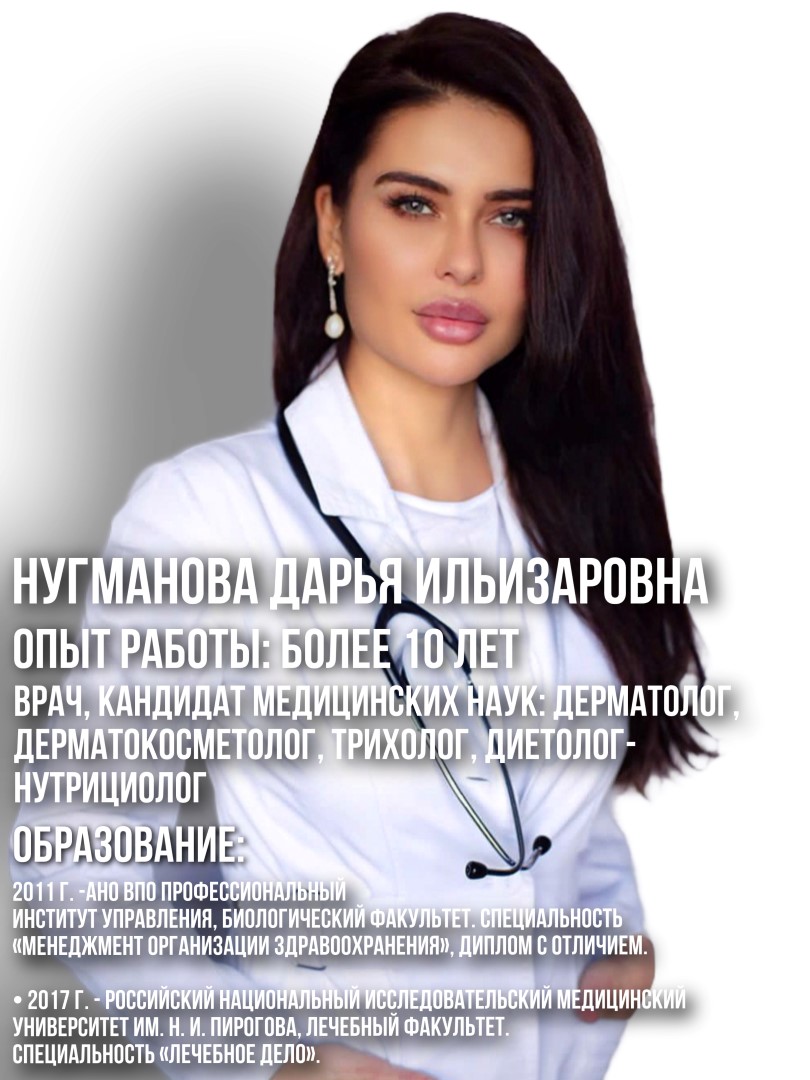 НУГМАНОВА ДАРЬЯ ИЛЬИЗАРОВНА
ОПЫТ РАБОТЫ: БОЛЕЕ 10 ЛЕТ
ВРАЧ, КАНДИДАТ МЕДИЦИНСКИХ НАУК: ДЕРМАТОЛОГ,
ДЕРМАТОКОСМЕТОЛОГ, ТРИХОЛОГ, ДИЕТОЛОГ-
НУТРИЦИОЛОГ
ОБРАЗОВАНИЕ:
2011 Г. -АНО ВПО ПРОФЕССИОНАЛЬНЫЙ
ИНСТИТУТ УПРАВЛЕНИЯ, БИОЛОГИЧЕСКИЙ ФАКУЛЬТЕТ. СПЕЦИАЛЬНОСТЬ
«МЕНЕДЖМЕНТ ОРГАНИЗАЦИИ ЗДРАВООХРАНЕНИЯ», ДИПЛОМ С ОТЛИЧИЕМ.
• 2017 Г. - РОССИЙСКИЙ НАЦИОНАЛЬНЫЙ ИССЛЕДОВАТЕЛЬСКИЙ МЕДИЦИНСКИЙ
УНИВЕРСИТЕТ ИМ. Н. И. ПИРОГОВА, ЛЕЧЕБНЫЙ ФАКУЛЬТЕТ.
СПЕЦИАЛЬНОСТЬ «ЛЕЧЕБНОЕ ДЕЛО».